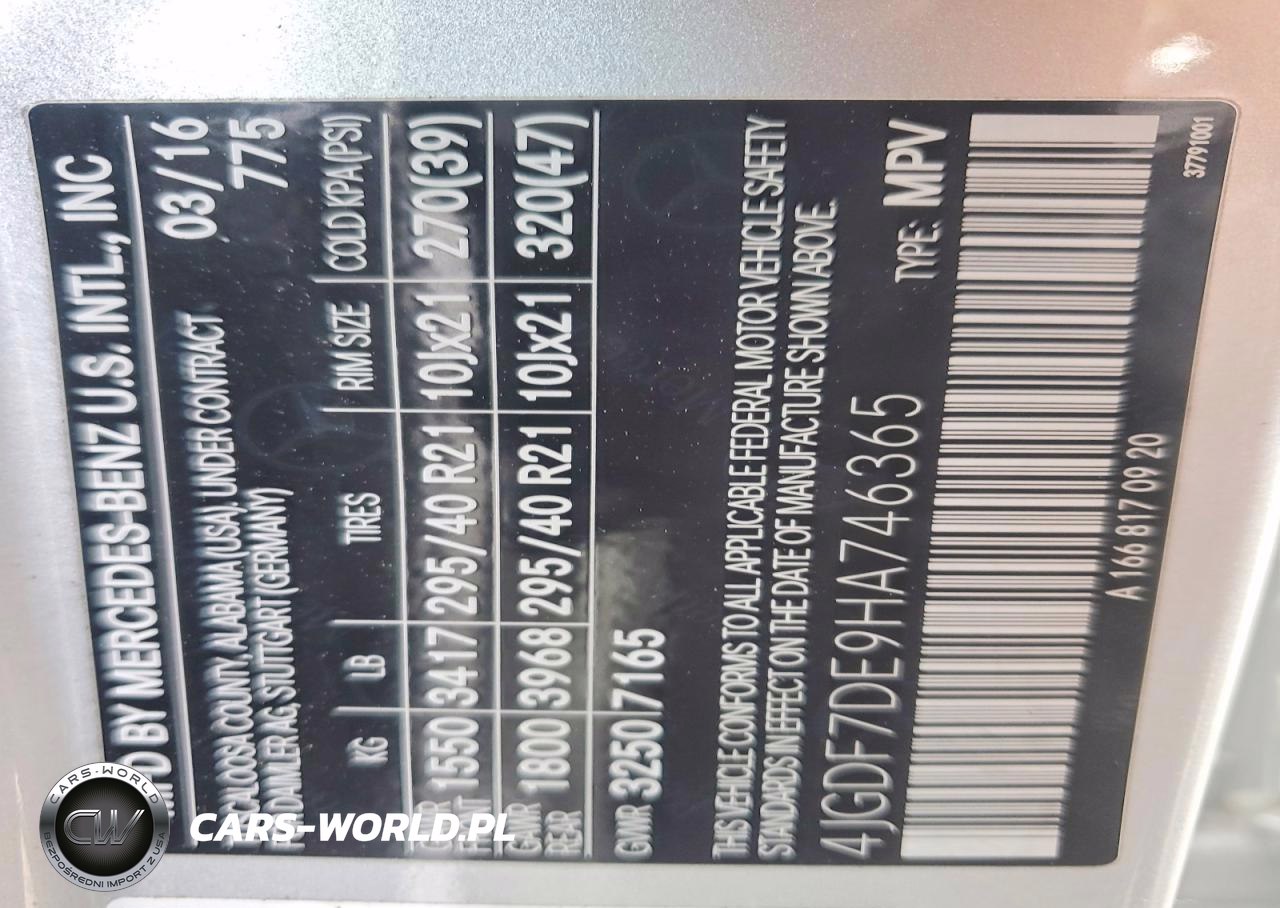 BY MERCEDES-BENZ U.S. INTL., INC
03/16
COUNTY, ALABAMA (USA), UNDER CONTRACT
775
DAIMLER AG, STUTTGART (GERMANY)
KG LB TIRES RIM SIZE COLD KPA (PSI)
1550 3417 295/40 R21 10Jx21 270(39)
GAWR 1800 3968 295/40 R21 10Jx21 320(47)
REAR
GVWR 3250 7165
THIS VEHICLE CONFORMS TO ALL APPLICABLE FEDERAL MOTOR VEHICLE SAFETY
STANDARDS IN EFFECT ON THE DATE OF MANUFACTURE SHOWN ABOVE.
4JGDF7DE9HA746365 TYPE: MPV
A 166 817 09 20
37791001
CARS-WORLD
CW
BEZPOŚREDNI IMPORT Z USA
CARS-WORLD.PL